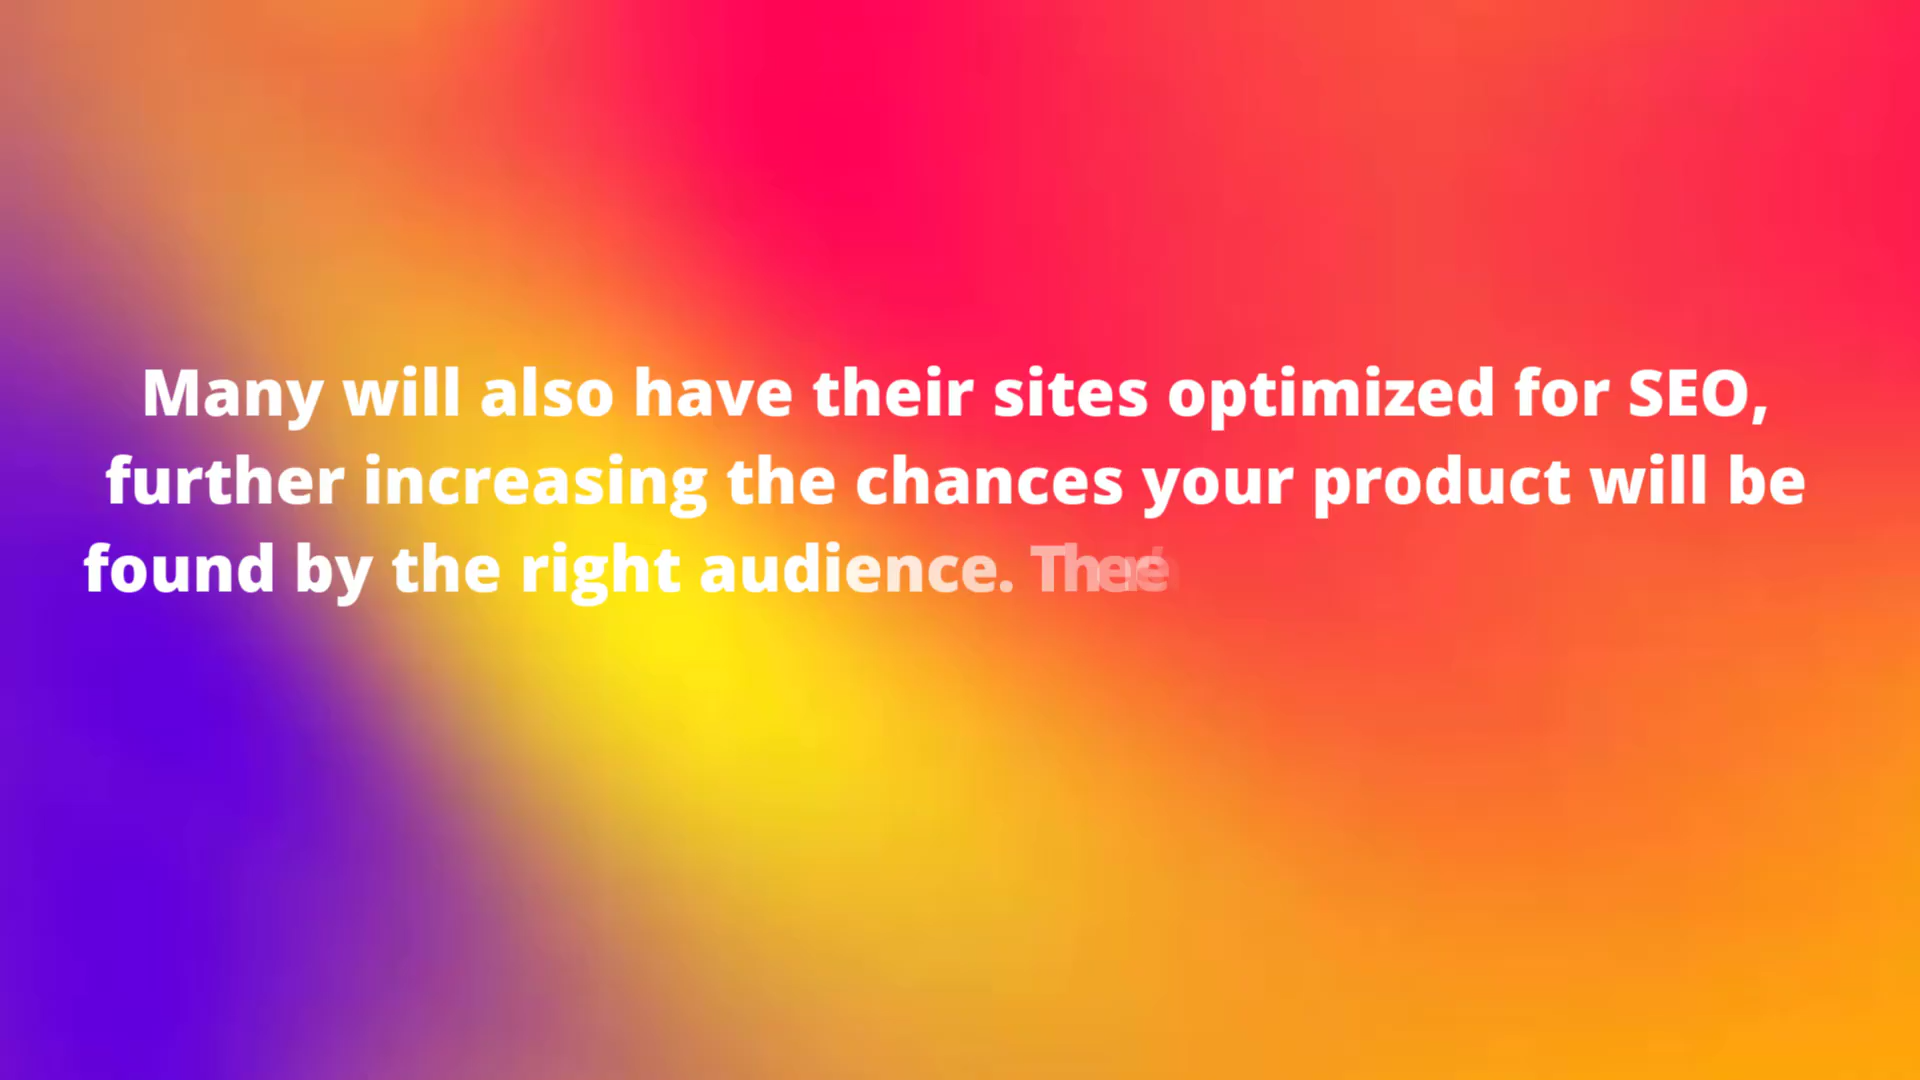 Many will also have their sites optimized for SEO,
further increasing the chances your product will be
found by the right audience.